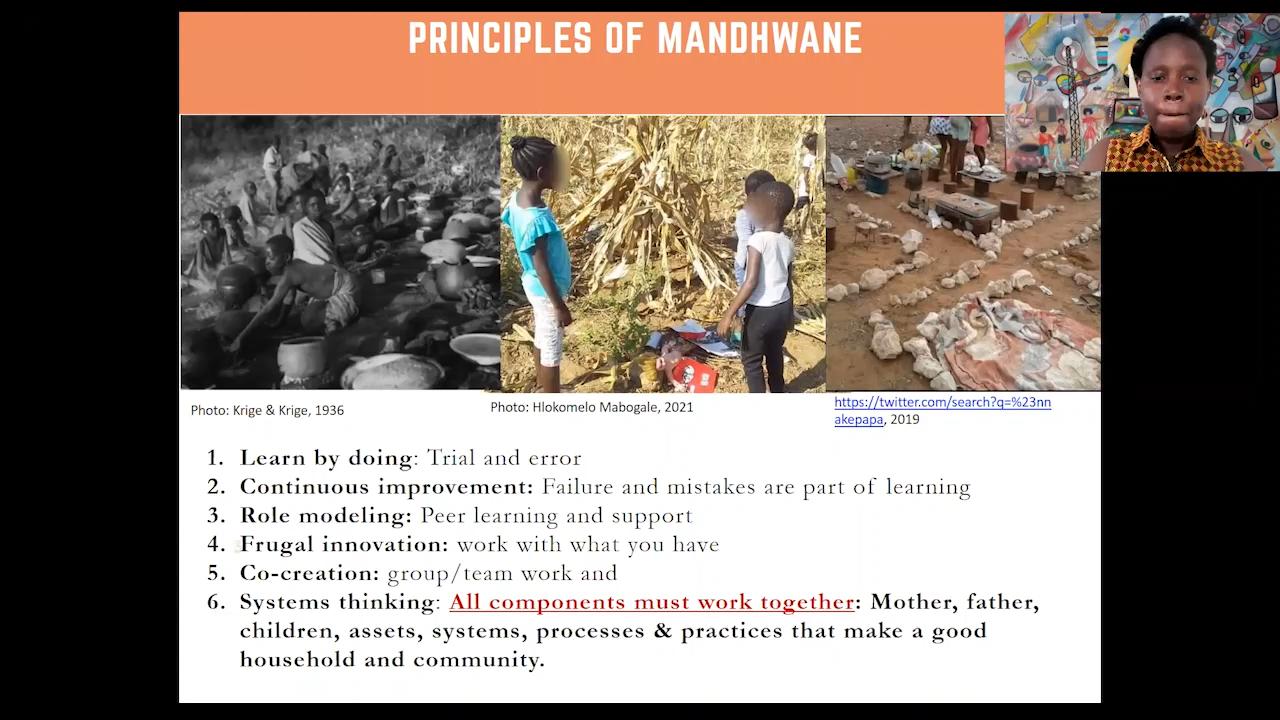 PRINCIPLES OF MANDHWANE
Photo: Krige & Krige, 1936
Photo: Hlokomelo Mabogale, 2021
https://twitter.com/search?q=%23nn
akepapa, 2019
1. Learn by doing: Trial and error
2. Continuous improvement: Failure and mistakes are part of learning
3. Role modeling: Peer learning and support
4. Frugal innovation: work with what you have
5. Co-creation: group/team work and
6. Systems thinking: All components must work together: Mother, father,
children, assets, systems, processes & practices that make a good
household and community.